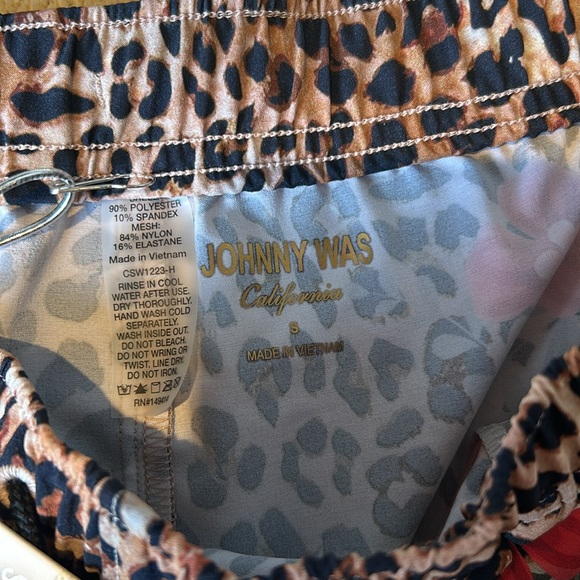 90% POLYESTER
10% SPANDEX
MESH:
84% NYLON
16% ELASTANE
Made in Vietnam
CSW1223-H
RINSE IN COOL
WATER AFTER USE.
DRY THOROUGHLY.
HAND WASH COLD
SEPARATELY.
WASH INSIDE OUT.
DO NOT BLEACH.
DO NOT WRING OR
TWIST, LINE DRY.
DO NOT IRON.
JOHNNY WAS
California
S
MADE IN VIETNAM